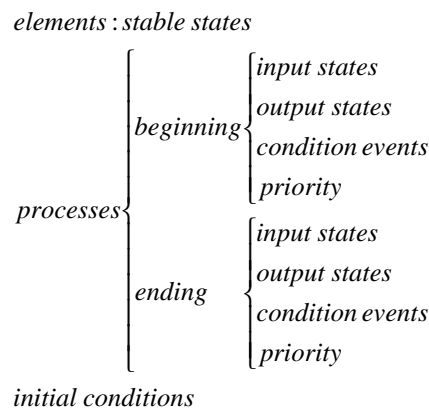 elements : stable states
input states
output states
beginning
condition events
priority
processes
input states
output states
ending
condition events
priority
initial conditions